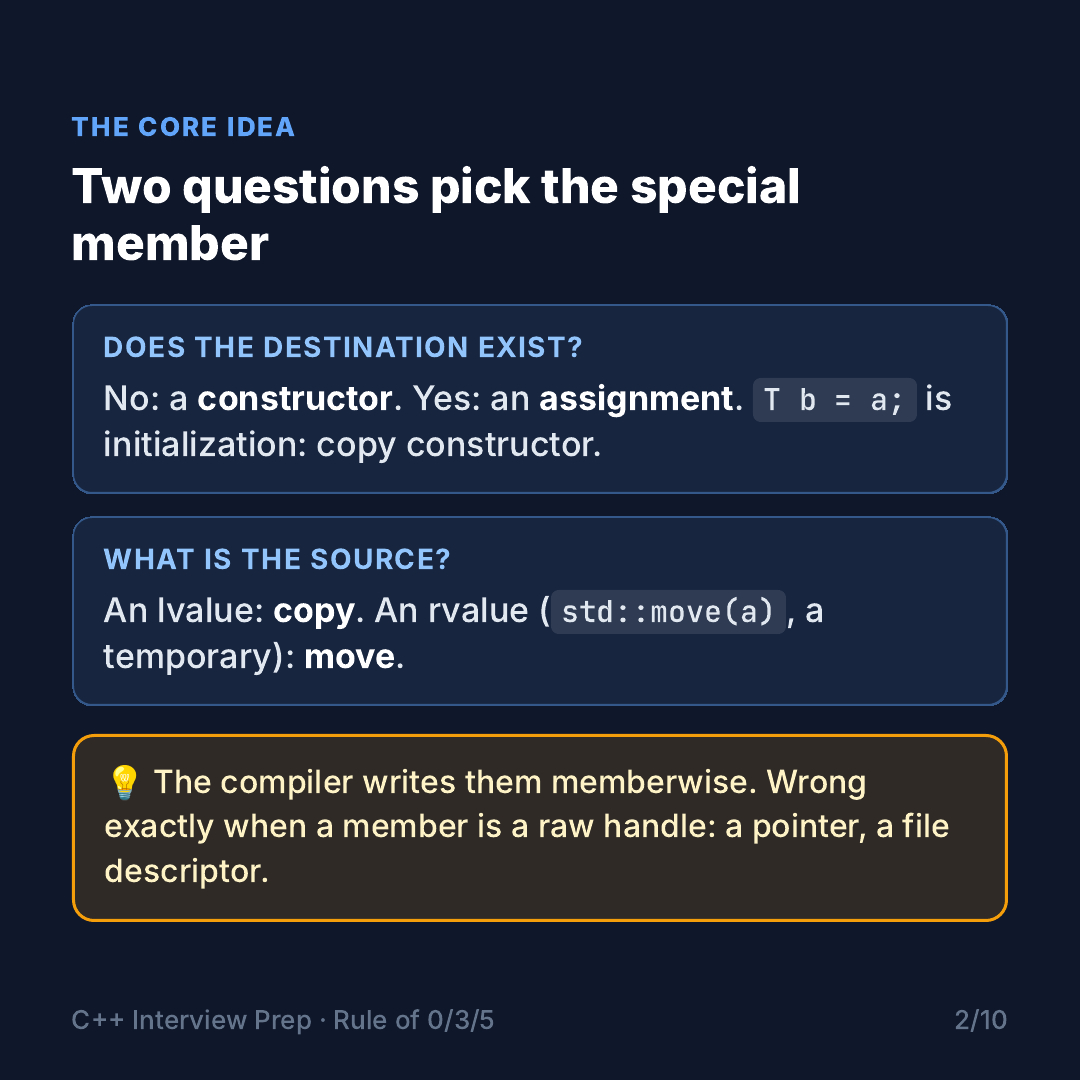 THE CORE IDEA
Two questions pick the special
member
DOES THE DESTINATION EXIST?
No: a constructor. Yes: an assignment. T b = a; is
initialization: copy constructor.
WHAT IS THE SOURCE?
An lvalue: copy. An rvalue (std::move(a), a
temporary): move.
💡 The compiler writes them memberwise. Wrong
exactly when a member is a raw handle: a pointer, a file
descriptor.
C++ Interview Prep · Rule of 0/3/5
2/10